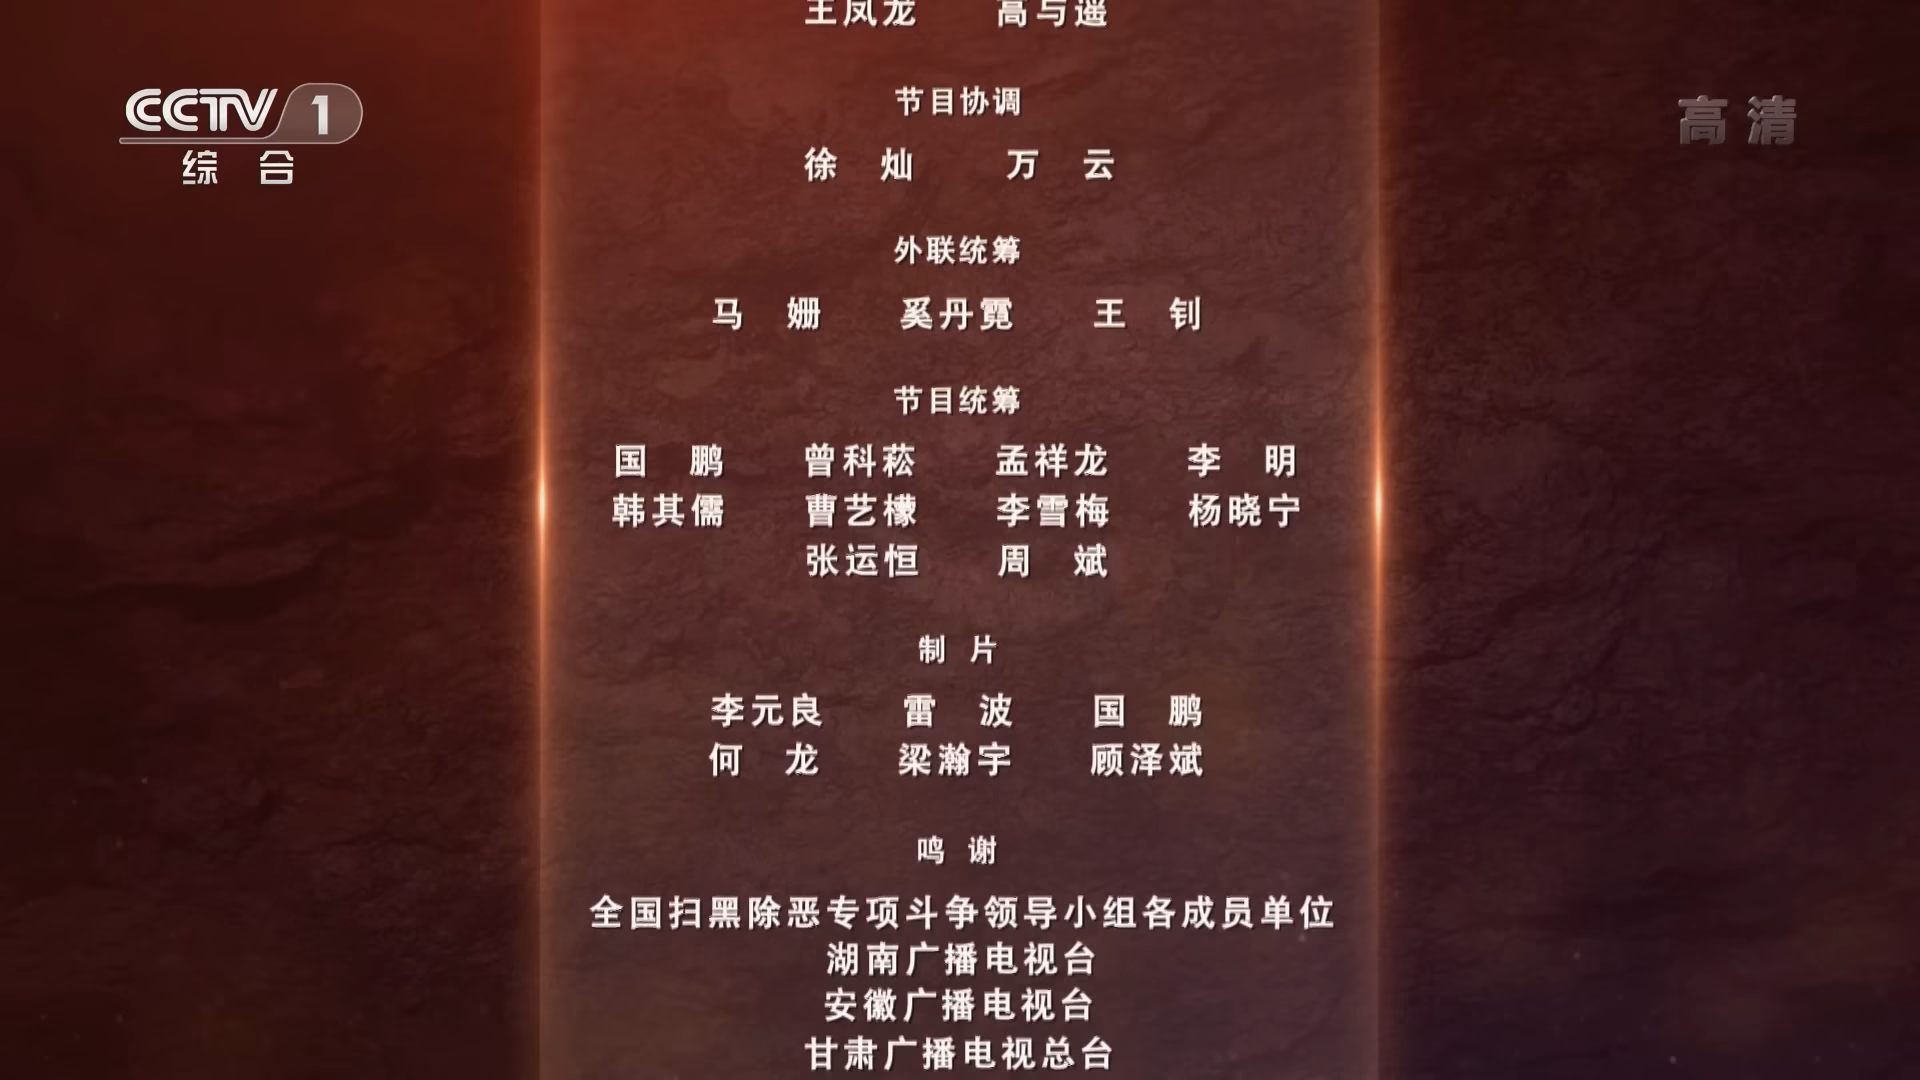 王凤龙 高与遥
节目协调
CCTV 1
高清
综合
徐灿 万云
外联统筹
马姗 奚丹霓 王钊
节目统筹
国鹏 曾科菘 孟祥龙 李明
韩其儒 曹艺檬 李雪梅 杨晓宁
张运恒 周斌
制片
李元良 雷波 国鹏
何龙 梁瀚宇 顾泽斌
鸣谢
全国扫黑除恶专项斗争领导小组各成员单位
湖南广播电视台
安徽广播电视台
甘肃广播电视总台